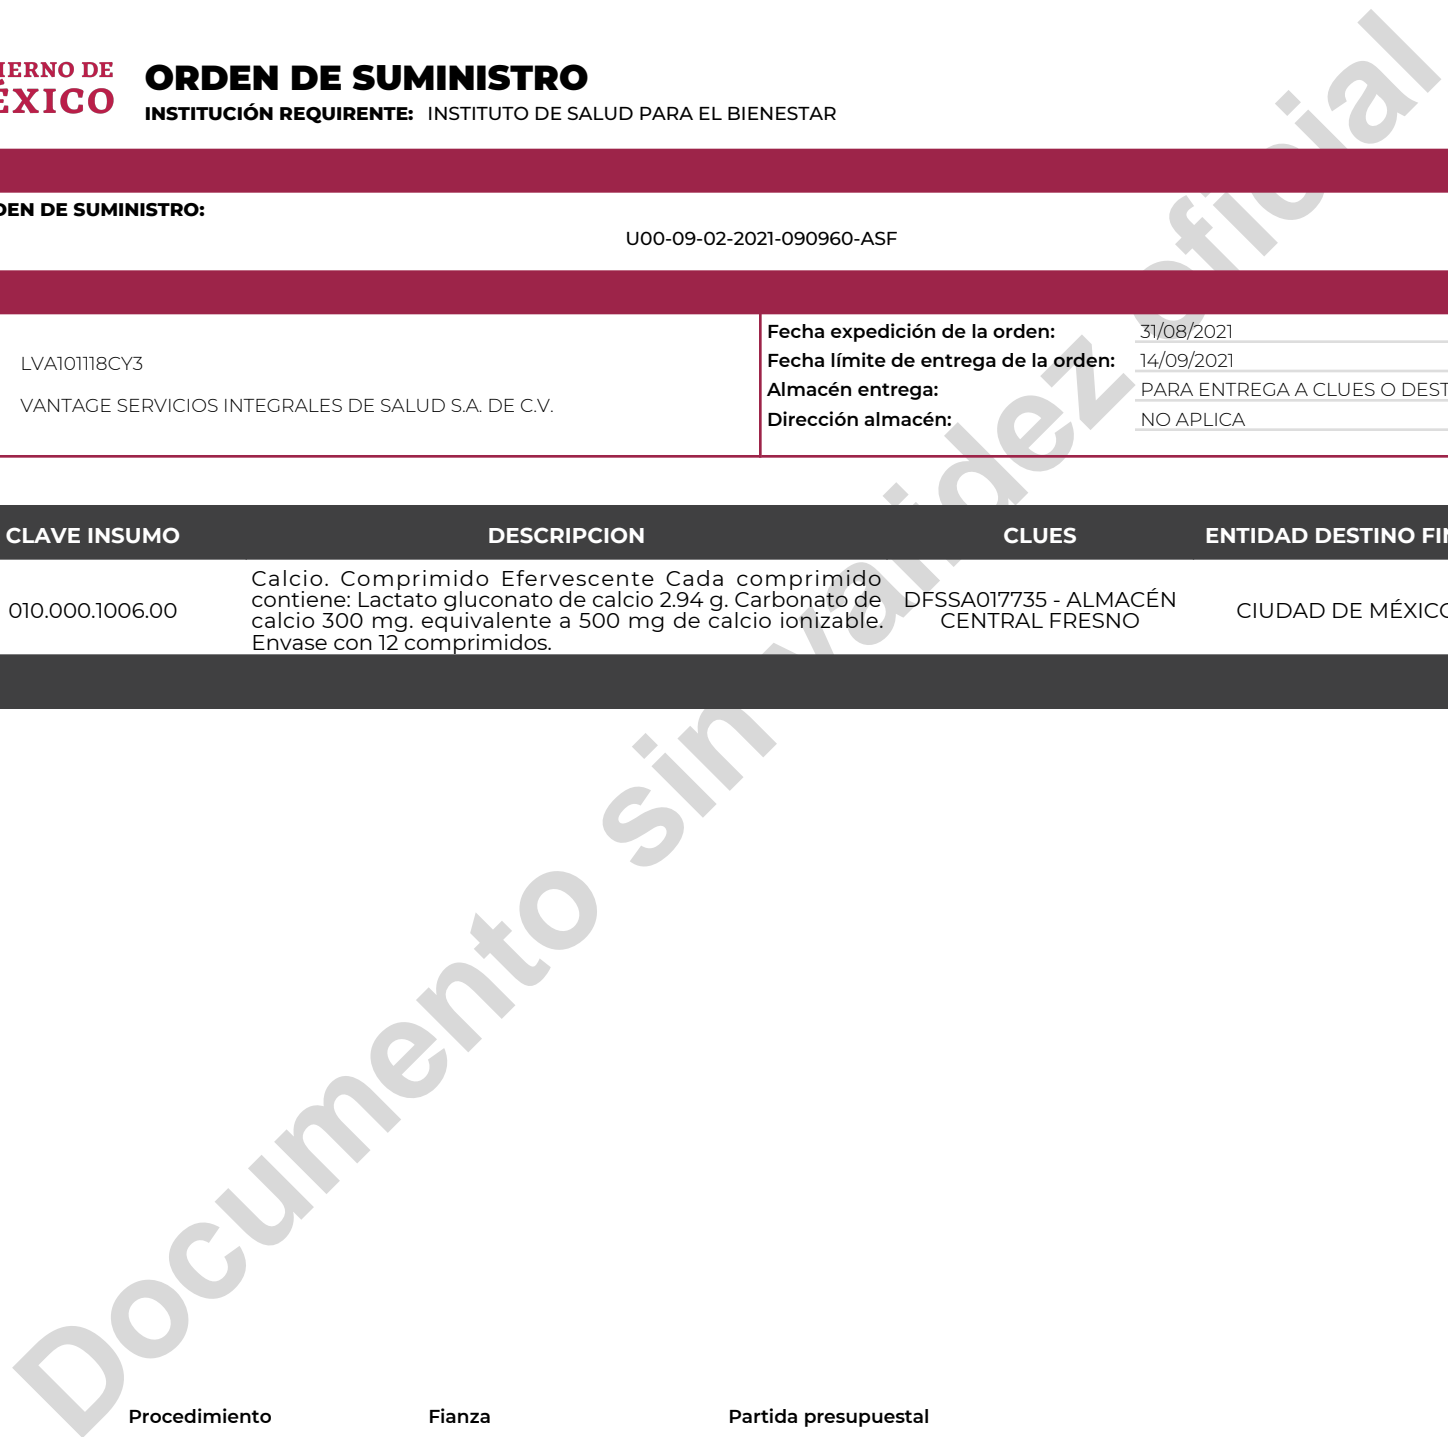 IERNO DE
ÉXICO
ORDEN DE SUMINISTRO
INSTITUCIÓN REQUIRENTE: INSTITUTO DE SALUD PARA EL BIENESTAR
DEN DE SUMINISTRO:
U00-09-02-2021-090960-ASF
LVA101118CY3
VANTAGE SERVICIOS INTEGRALES DE SALUD S.A. DE C.V.
Fecha expedición de la orden: 31/08/2021
Fecha límite de entrega de la orden: 14/09/2021
Almacén entrega: PARA ENTREGA A CLUES O DEST
Dirección almacén: NO APLICA
CLAVE INSUMO DESCRIPCION CLUES ENTIDAD DESTINO FIN
010.000.1006.00
Calcio. Comprimido Efervescente Cada comprimido
contiene: Lactato gluconato de calcio 2.94 g. Carbonato de
calcio 300 mg. equivalente a 500 mg de calcio ionizable.
Envase con 12 comprimidos.
DFSSA017735 - ALMACÉN
CENTRAL FRESNO
CIUDAD DE MÉXICO
Documento sin validez oficial
Procedimiento Fianza Partida presupuestal